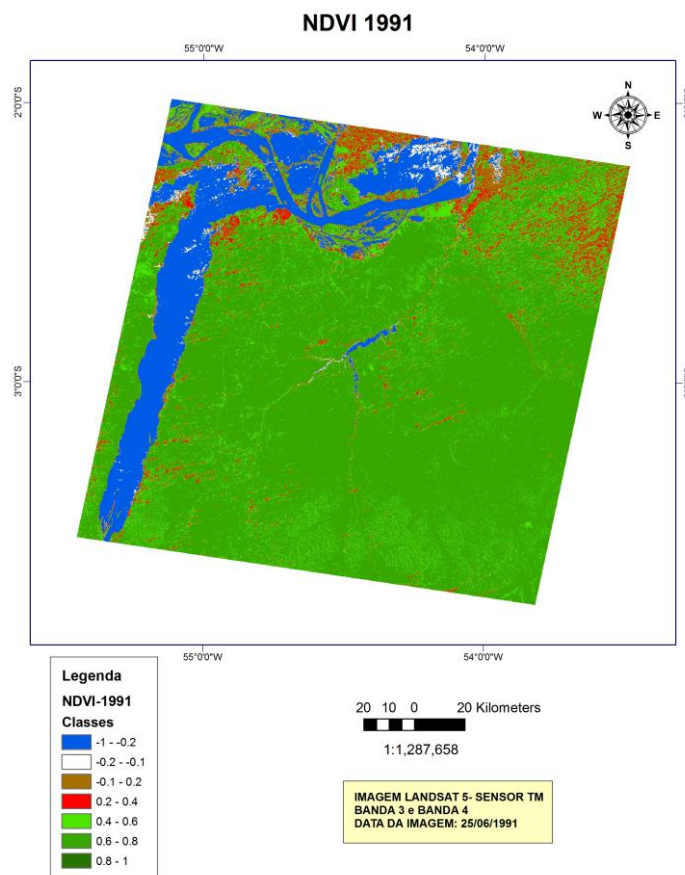 NDVI 1991
55°0'0"W 54°0'0"W
N
W E
S
2°0'0"S
3°0'0"S
55°0'0"W 54°0'0"W
Legenda
NDVI-1991
Classes
-1 - -0.2
-0.2 - -0.1
-0.1 - 0.2
0.2 - 0.4
0.4 - 0.6
0.6 - 0.8
0.8 - 1
20 10 0 20 Kilometers
1:1,287,658
IMAGEM LANDSAT 5- SENSOR TM
BANDA 3 e BANDA 4
DATA DA IMAGEM: 25/06/1991